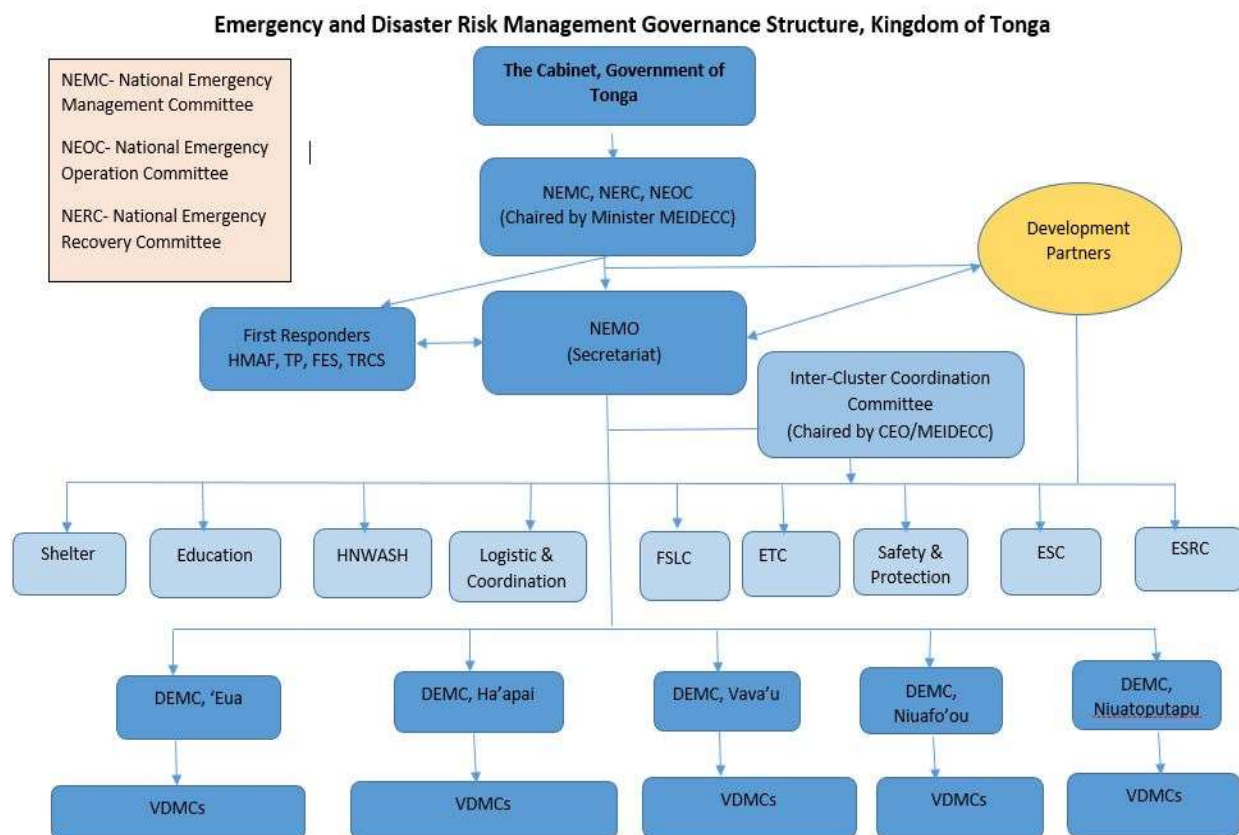 Emergency and Disaster Risk Management Governance Structure, Kingdom of Tonga
NEMC- National Emergency
Management Committee
NEOC- National Emergency
Operation Committee
NERC- National Emergency
Recovery Committee
The Cabinet, Government of
Tonga
NEMC, NERC, NEOC
(Chaired by Minister MEIDECC)
Development
Partners
First Responders
HMAF, TP, FES, TRCS
NEMO
(Secretariat)
Inter-Cluster Coordination
Committee
(Chaired by CEO/MEIDECC)
Shelter
Education
HNWASH
Logistic &
Coordination
FSLC
ETC
Safety &
Protection
ESC
ESRC
DEMC, ‘Eua
DEMC, Ha’apai
DEMC, Vava’u
DEMC,
Niuafo’ou
DEMC,
Niuatoputapu
VDMCs
VDMCs
VDMCs
VDMCs
VDMCs